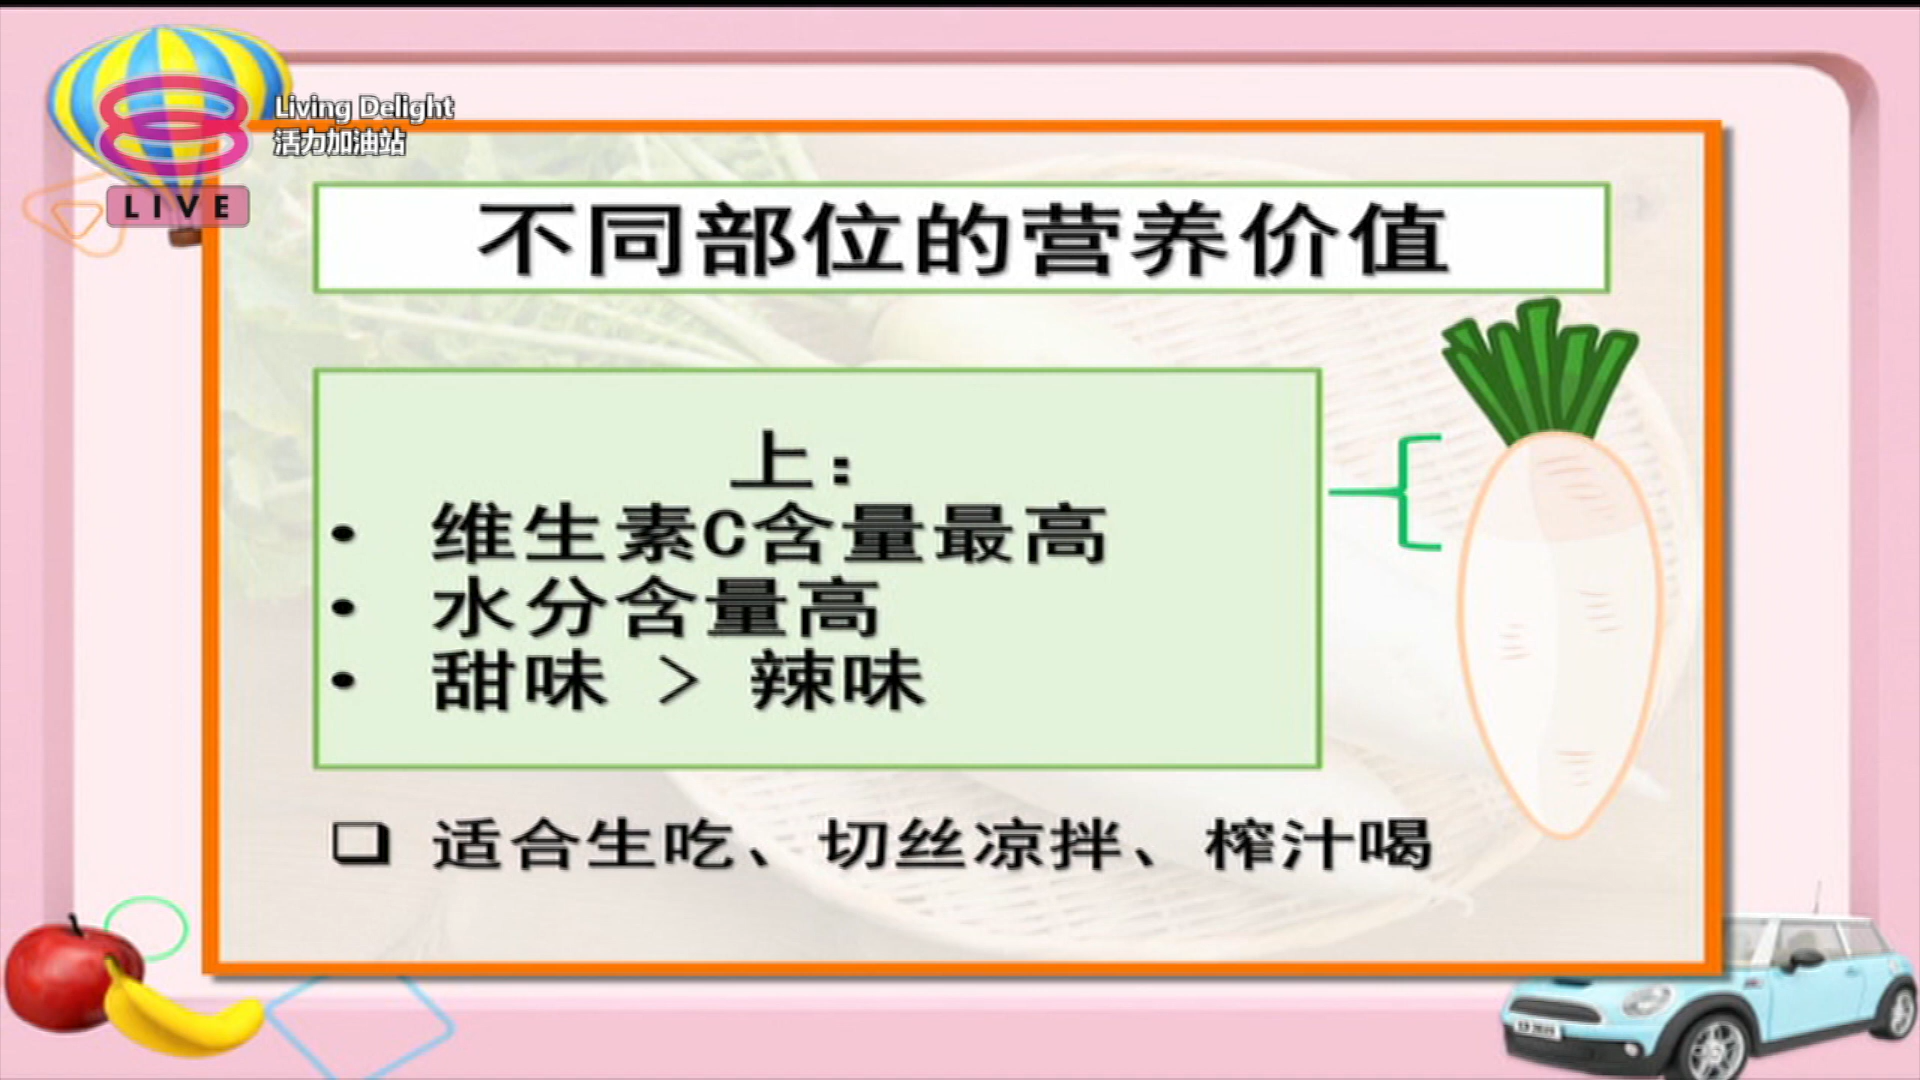 Living Delight
活力加油站
LIVE
不同部位的营养价值
上：
• 维生素C含量最高
• 水分含量高
• 甜味 > 辣味
❑ 适合生吃、切丝凉拌、榨汁喝